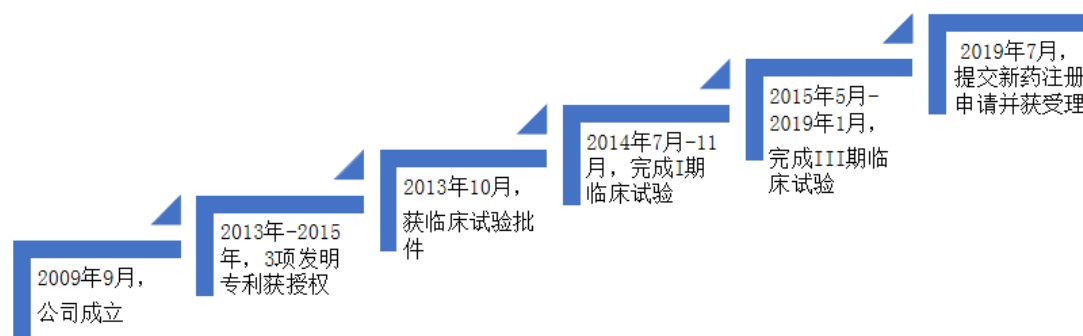 2009年9月，
公司成立
2013年-2015
年，3项发明
专利获授权
2013年10月，
获临床试验批
件
2014年7月-11
月，完成I期
临床试验
2015年5月-
2019年1月，
完成III期临
床试验
2019年7月，
提交新药注册
申请并获受理